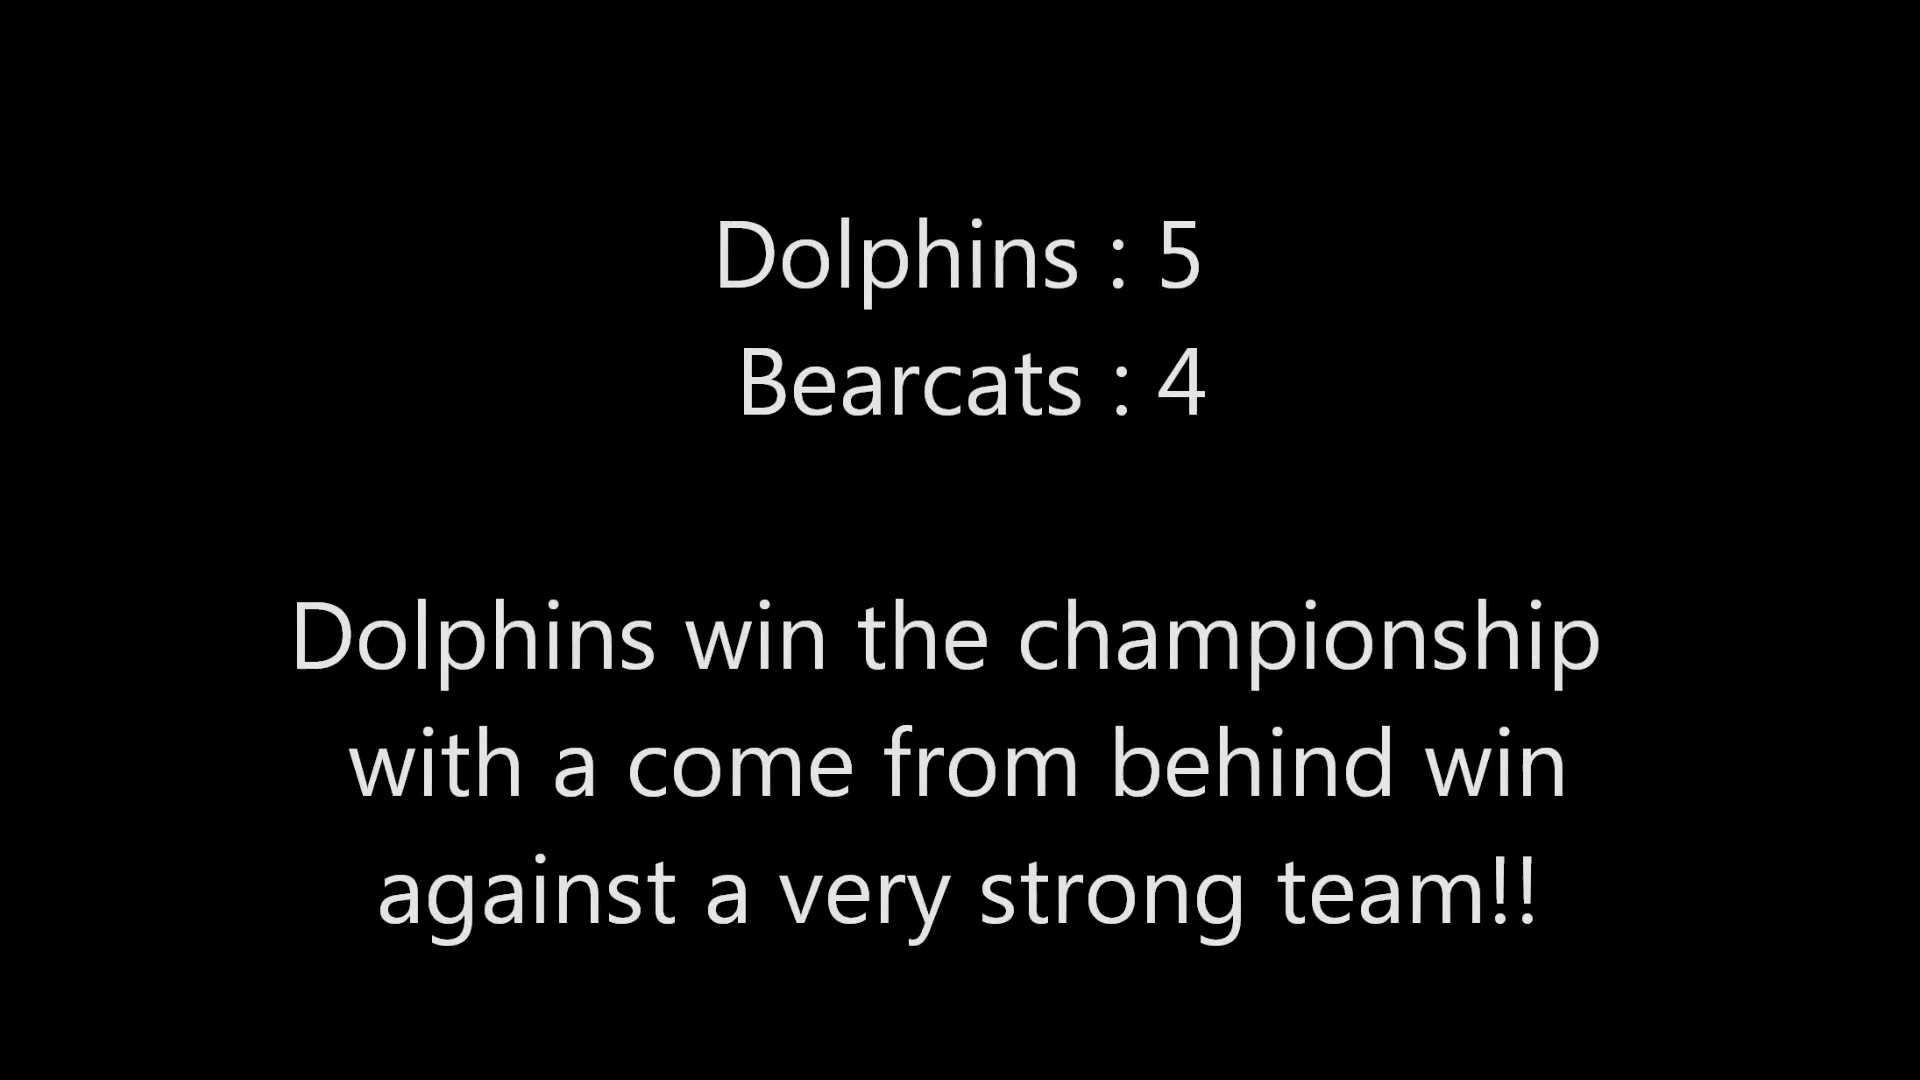 Dolphins : 5
Bearcats : 4
Dolphins win the championship
with a come from behind win
against a very strong team!!